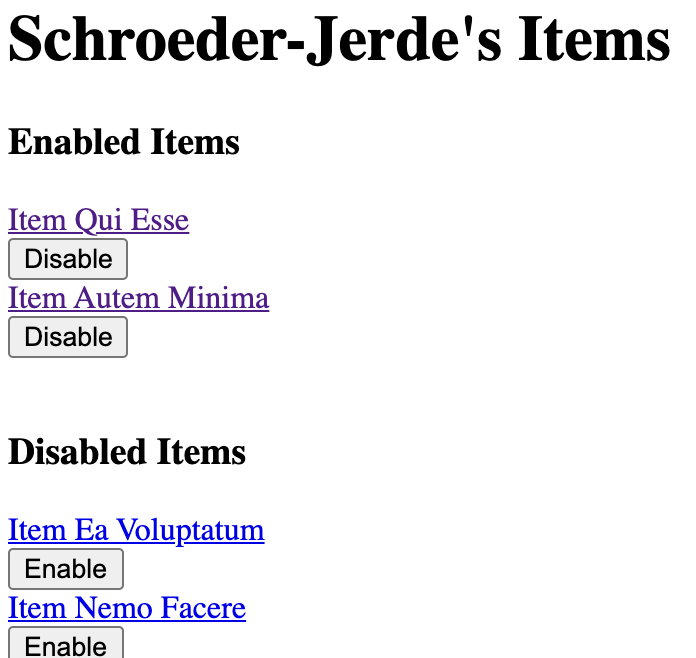 Schroeder-Jerde's Items
Enabled Items
Item Qui Esse
Disable
Item Autem Minima
Disable
Disabled Items
Item Ea Voluptatum
Enable
Item Nemo Facere
Enable